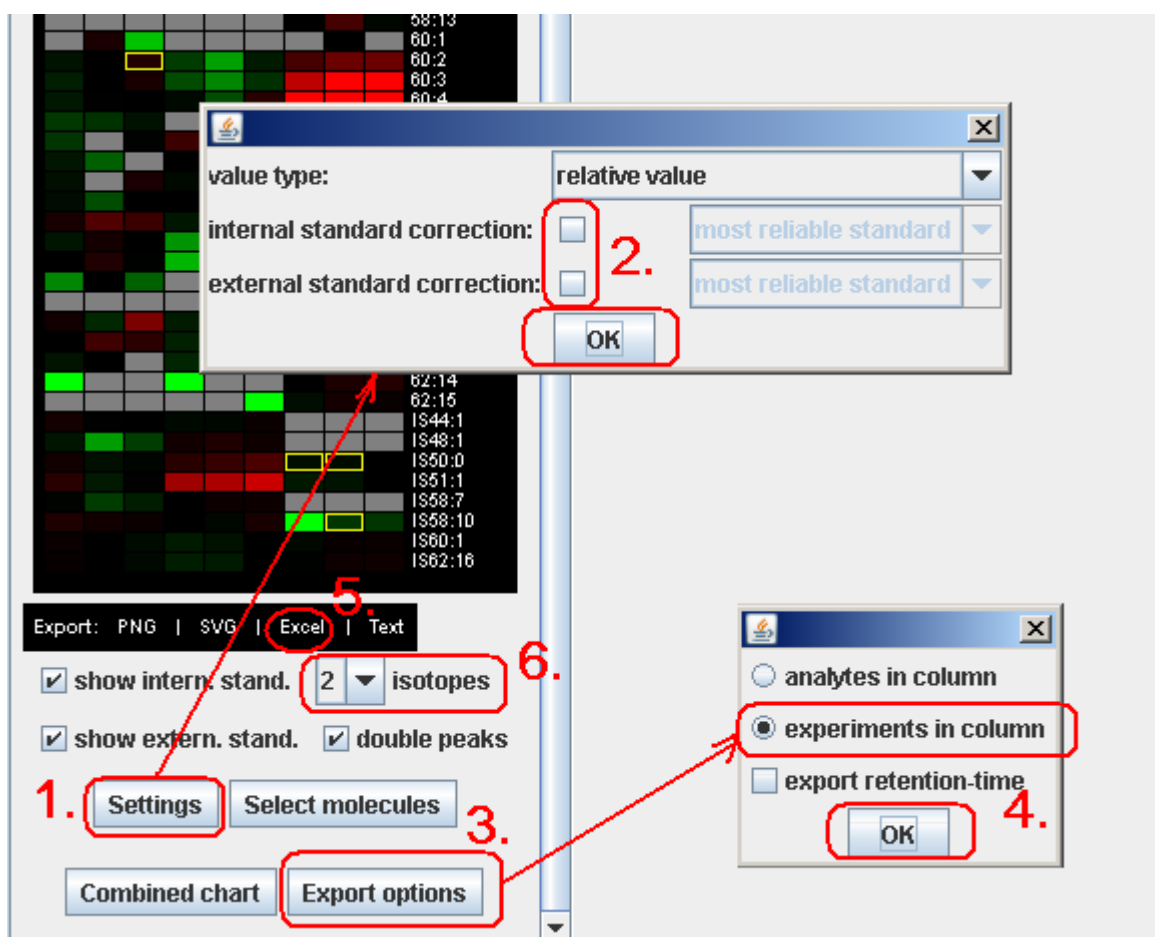 58:13
60:1
60:2
60:3
60:4
value type: relative value
internal standard correction: most reliable standard
2.
external standard correction: most reliable standard
OK
62:14
62:15
IS44:1
IS48:1
IS50:0
IS51:1
IS58:7
IS58:10
IS60:1
IS62:16
5.
Export: PNG | SVG | Excel | Text
6.
show intern. stand. 2 isotopes
show extern. stand. double peaks
1. Settings Select molecules
3.
Combined chart Export options
analytes in column
experiments in column
export retention-time
4.
OK